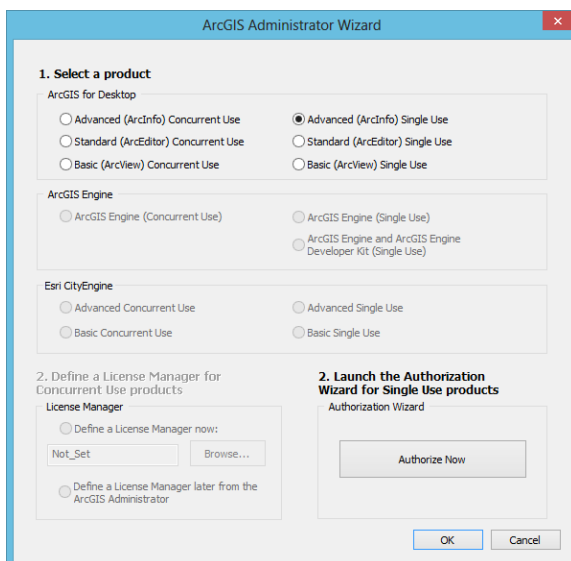 ArcGIS Administrator Wizard
1. Select a product
ArcGIS for Desktop
Advanced (ArcInfo) Concurrent Use
Advanced (ArcInfo) Single Use
Standard (ArcEditor) Concurrent Use
Standard (ArcEditor) Single Use
Basic (ArcView) Concurrent Use
Basic (ArcView) Single Use
ArcGIS Engine
ArcGIS Engine (Concurrent Use)
ArcGIS Engine (Single Use)
ArcGIS Engine and ArcGIS Engine
Developer Kit (Single Use)
Esri CityEngine
Advanced Concurrent Use
Advanced Single Use
Basic Concurrent Use
Basic Single Use
2. Define a License Manager for
Concurrent Use products
License Manager
Define a License Manager now:
Not_Set
Browse...
Define a License Manager later from the
ArcGIS Administrator
2. Launch the Authorization
Wizard for Single Use products
Authorization Wizard
Authorize Now
OK
Cancel